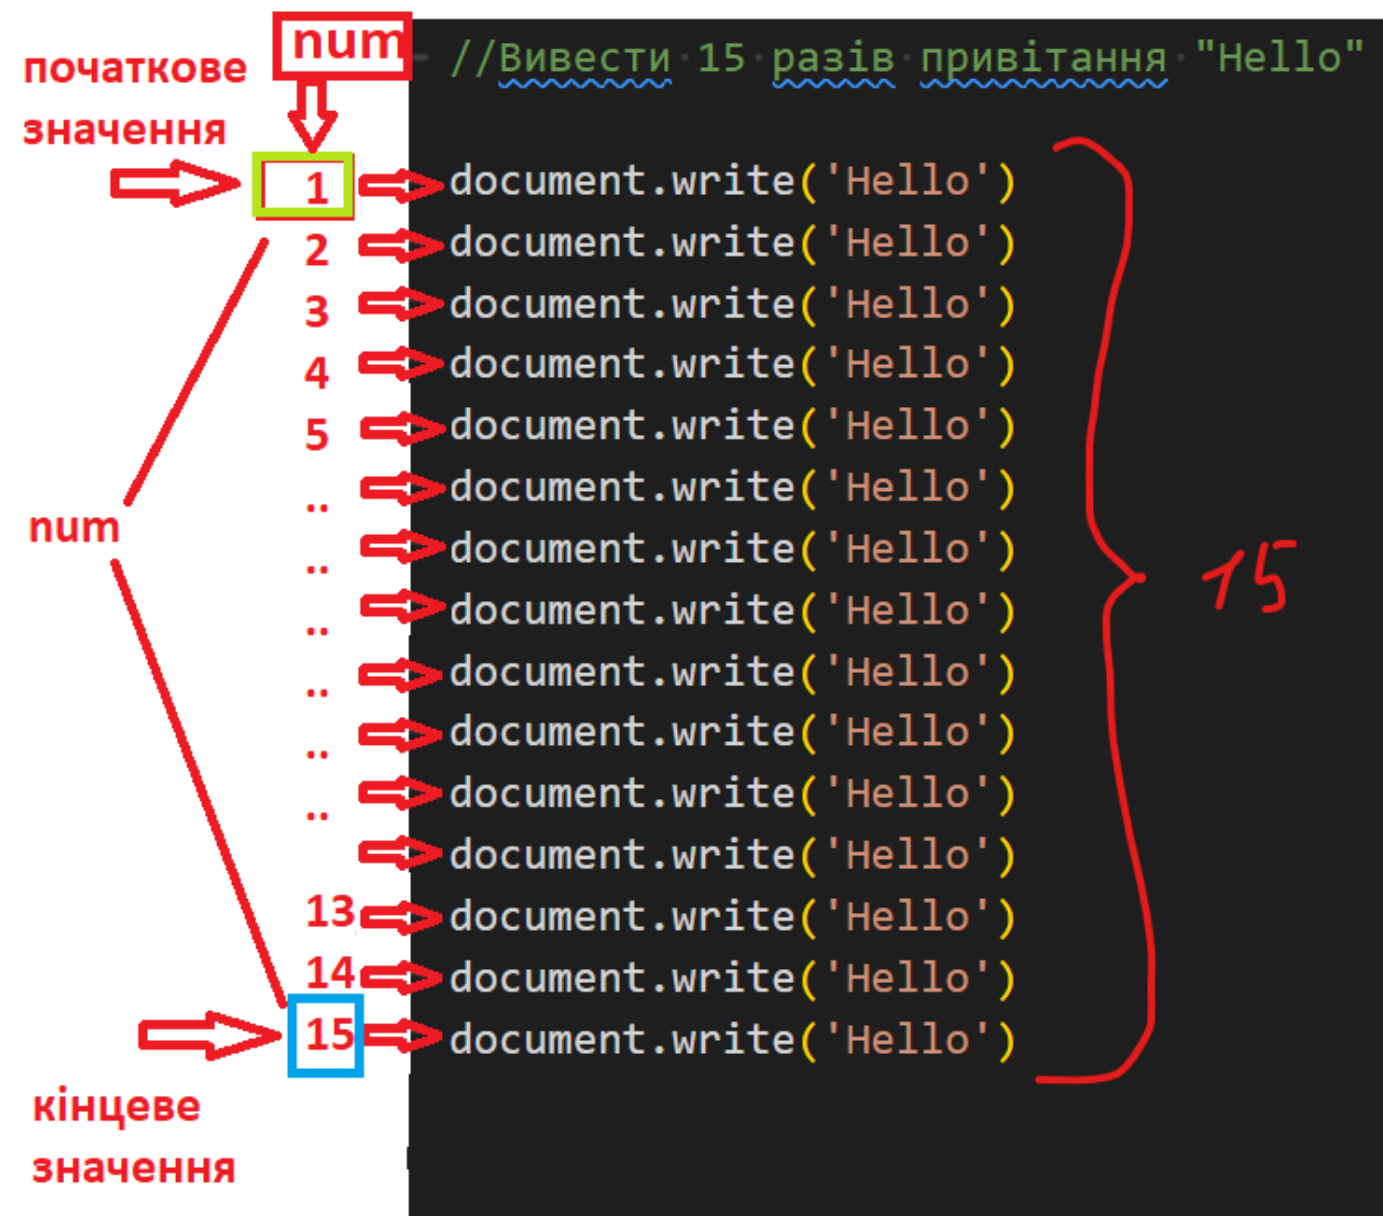 num
початкове
значення
//Вивести 15 разів привітання "Hello"
1 document.write('Hello')
2 document.write('Hello')
3 document.write('Hello')
4 document.write('Hello')
5 document.write('Hello')
.. document.write('Hello')
num
.. document.write('Hello')
15
.. document.write('Hello')
.. document.write('Hello')
.. document.write('Hello')
.. document.write('Hello')
document.write('Hello')
13 document.write('Hello')
14 document.write('Hello')
15 document.write('Hello')
кінцеве
значення